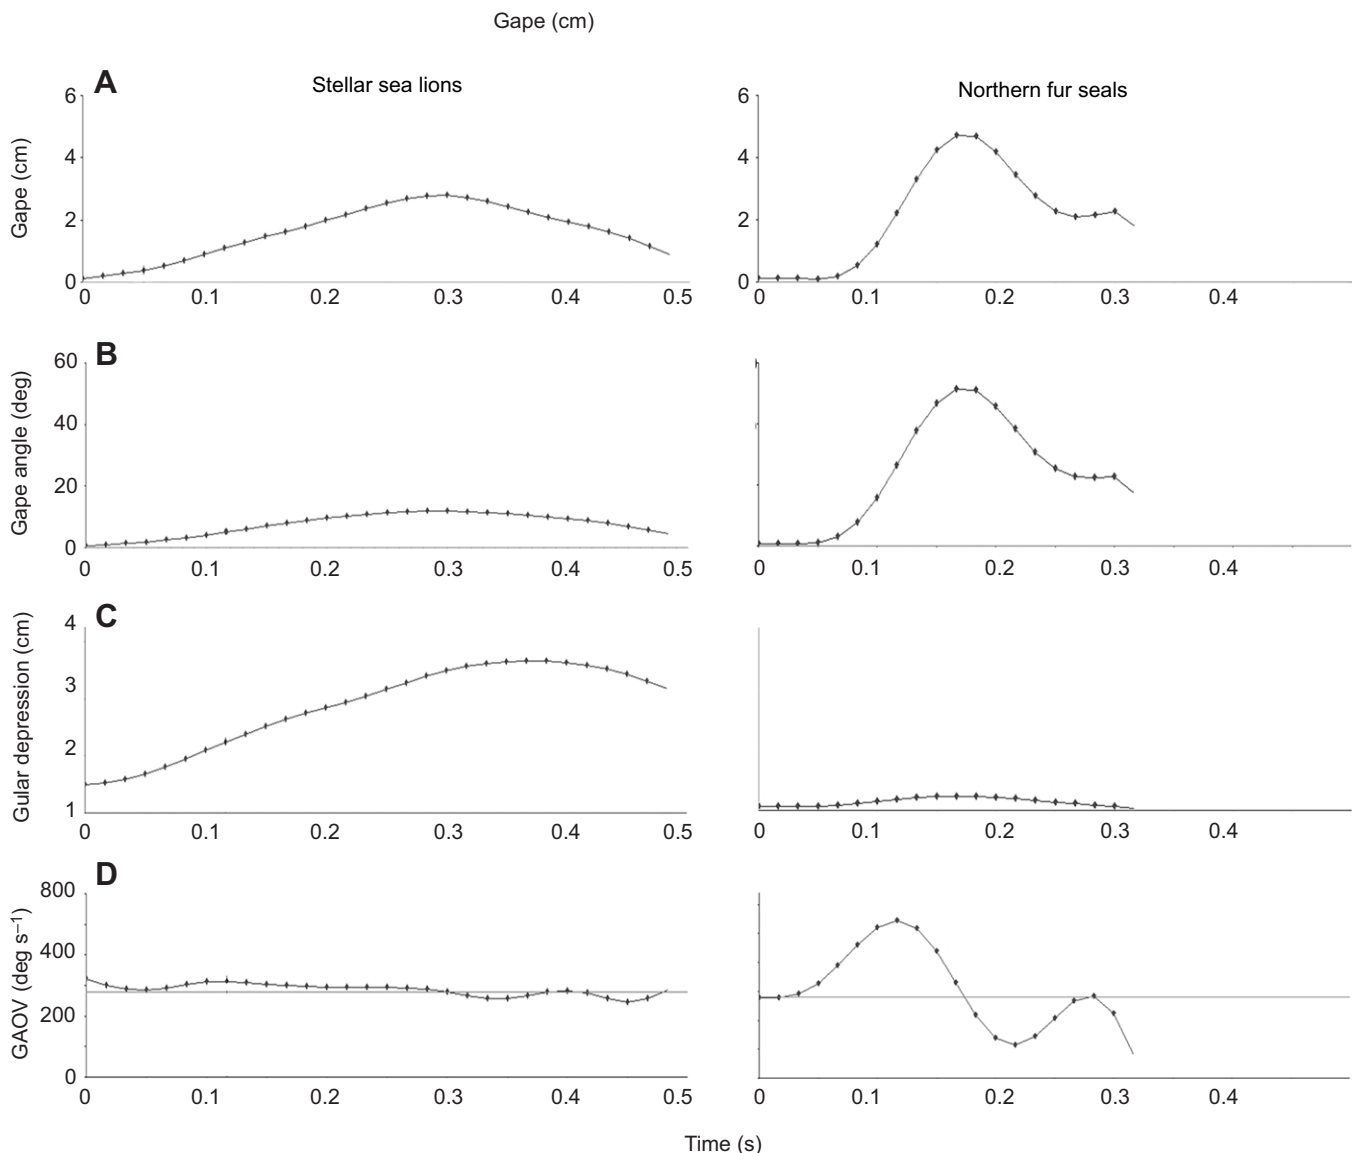 Gape (cm)
A
Stellar sea lions
Northern fur seals
Gape (cm)
6
4
2
0
0 0.1 0.2 0.3 0.4 0.5
6
4
2
0
0 0.1 0.2 0.3 0.4
B
Gape angle (deg)
60
40
20
0
0 0.1 0.2 0.3 0.4 0.5
0 0.1 0.2 0.3 0.4
C
Gular depression (cm)
4
3
2
1
0 0.1 0.2 0.3 0.4 0.5
0 0.1 0.2 0.3 0.4
D
GAOV (deg s⁻¹)
800
400
200
0
0 0.1 0.2 0.3 0.4 0.5
0 0.1 0.2 0.3 0.4
Time (s)